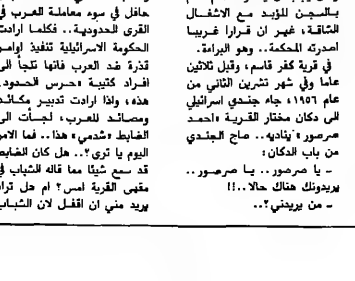 بالسجن المؤبد مع الاشغال
الشاقة، غير ان قرارا غريبا
اصدرته المحكمة.. وهو البراءة.
في قرية كفر قاسم، وقبل ثلاثين
عاما وفي شهر تشرين الثاني من
عام ١٩٥٦، جاء جندي اسرائيلي
الى دكان مختار القرية «احمد
صرصور» يناديه.. صاح الجندي
من باب الدكان:
- يا صرصور.. يا صرصور..
يريدونك هناك حالا..!!
- من يريدني؟..
حافل في سوء معاملة العرب في
القرى الحدودية.. فكلما ارادت
الحكومة الاسرائيلية تنفيذ اوامر
قذرة ضد العرب فانها تلجأ الى
افراد كتيبة «حرس الحدود»
هذه، واذا ارادت تدبير مكائد
ومصائد للعرب، لجأت الى
الضابط «شدمي» هذا.. فما الامر
اليوم يا ترى؟.. هل كان الضابط
قد سمع شيئا مما قاله الشباب في
مقهى القرية امس؟ ام هل تراه
يريد مني ان اقفل لان الشباب